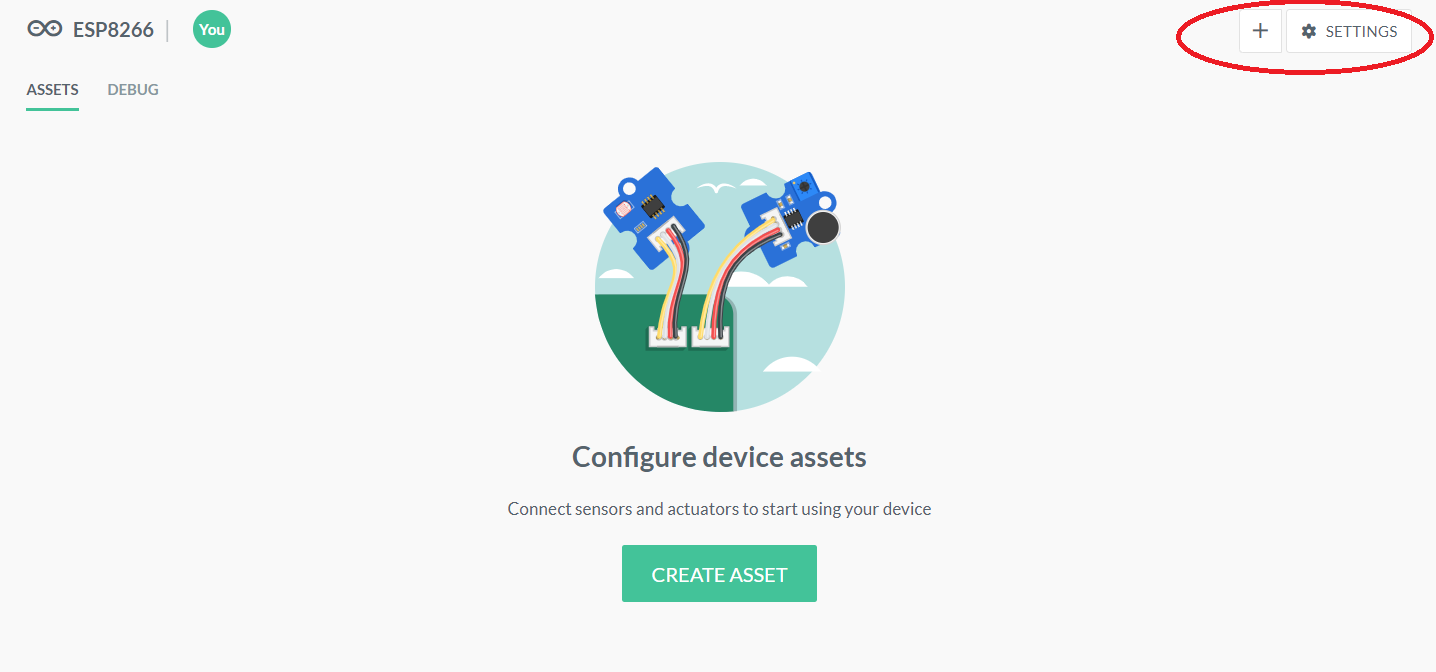 ESP8266 | You
+ SETTINGS
ASSETS DEBUG
Configure device assets
Connect sensors and actuators to start using your device
CREATE ASSET